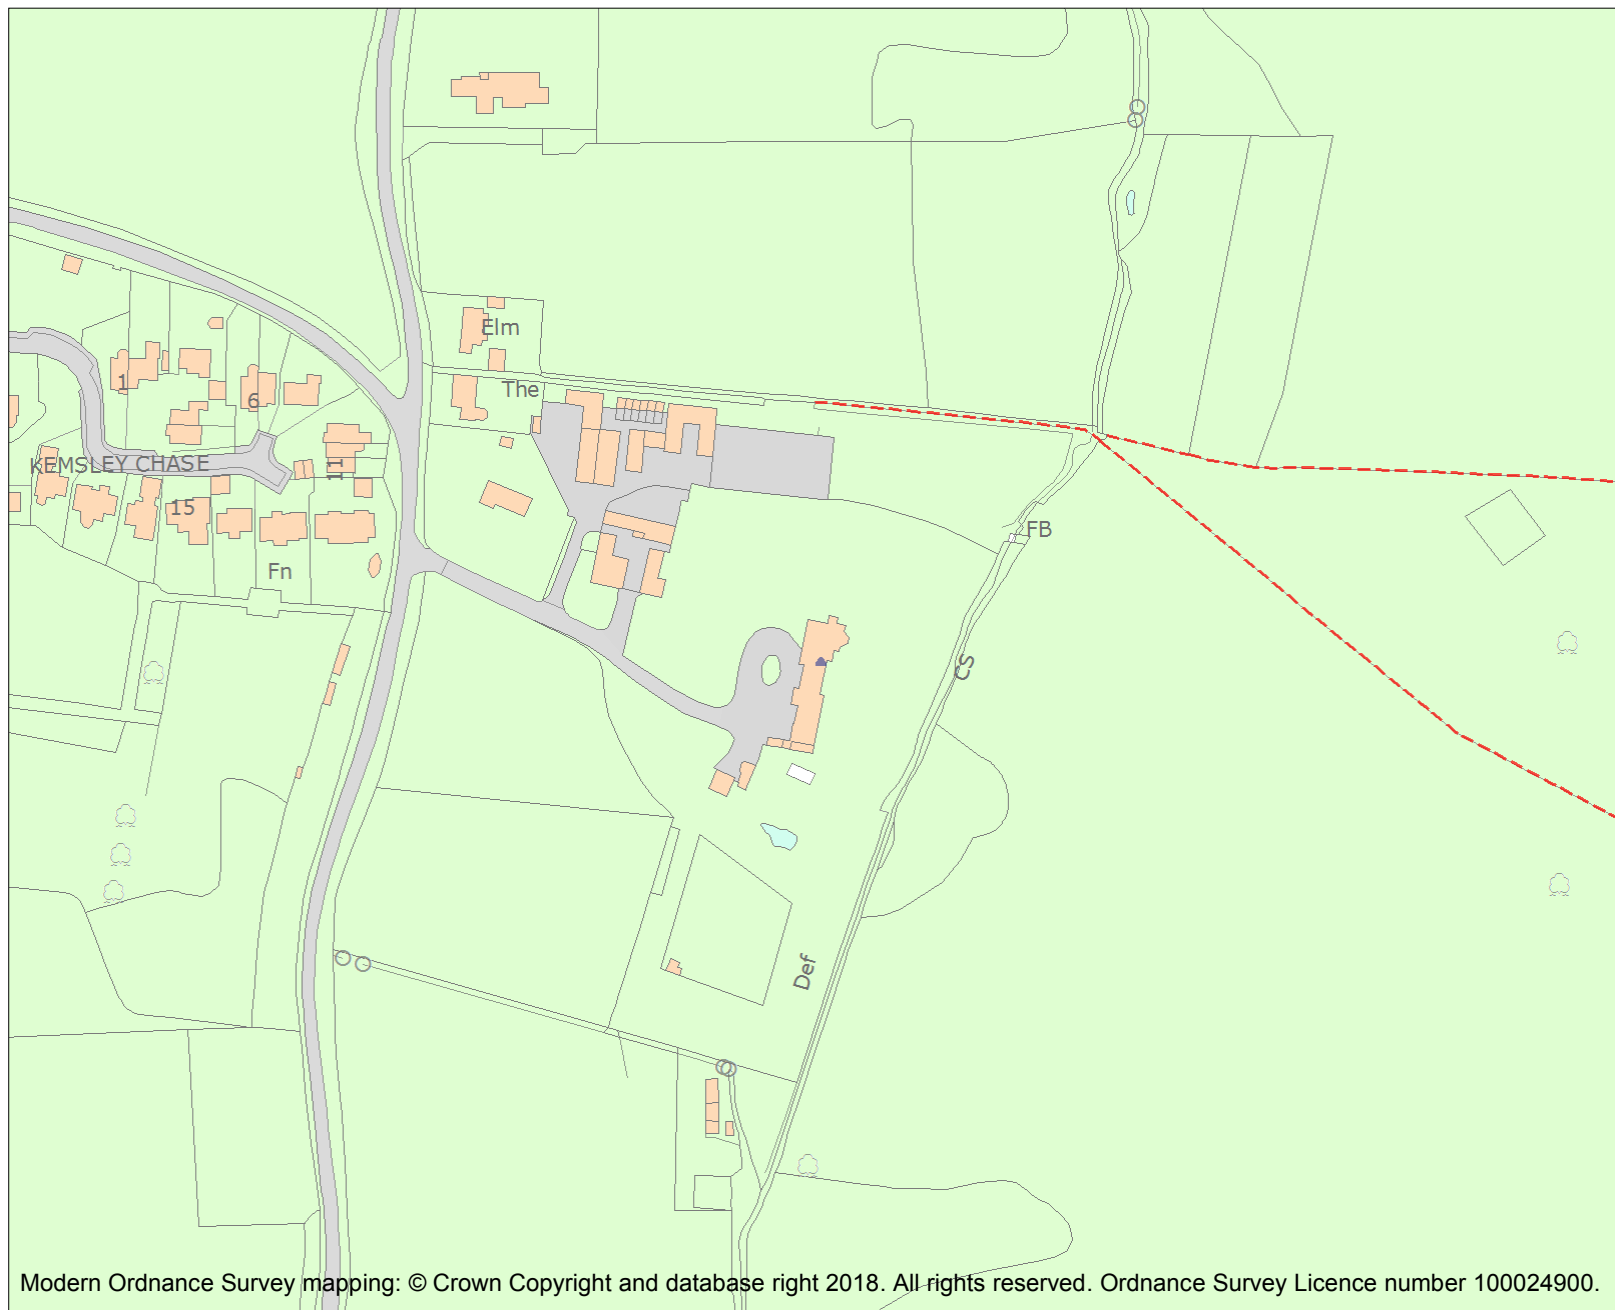 Elm
1
The
6
KEMSLEY CHASE
11
15
FB
Fn
CS
Def
Modern Ordnance Survey mapping: © Crown Copyright and database right 2018. All rights reserved. Ordnance Survey Licence number 100024900.